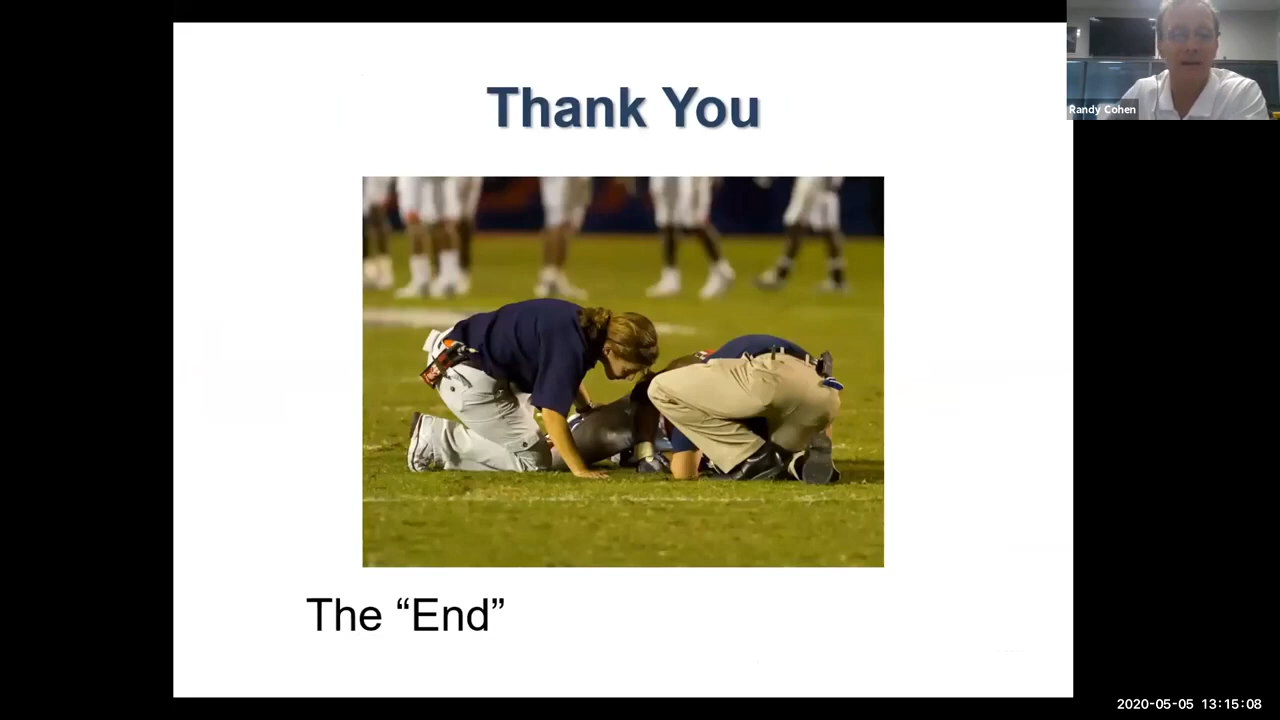 Thank You
Randy Cohen
The “End”
2020-05-05 13:15:08